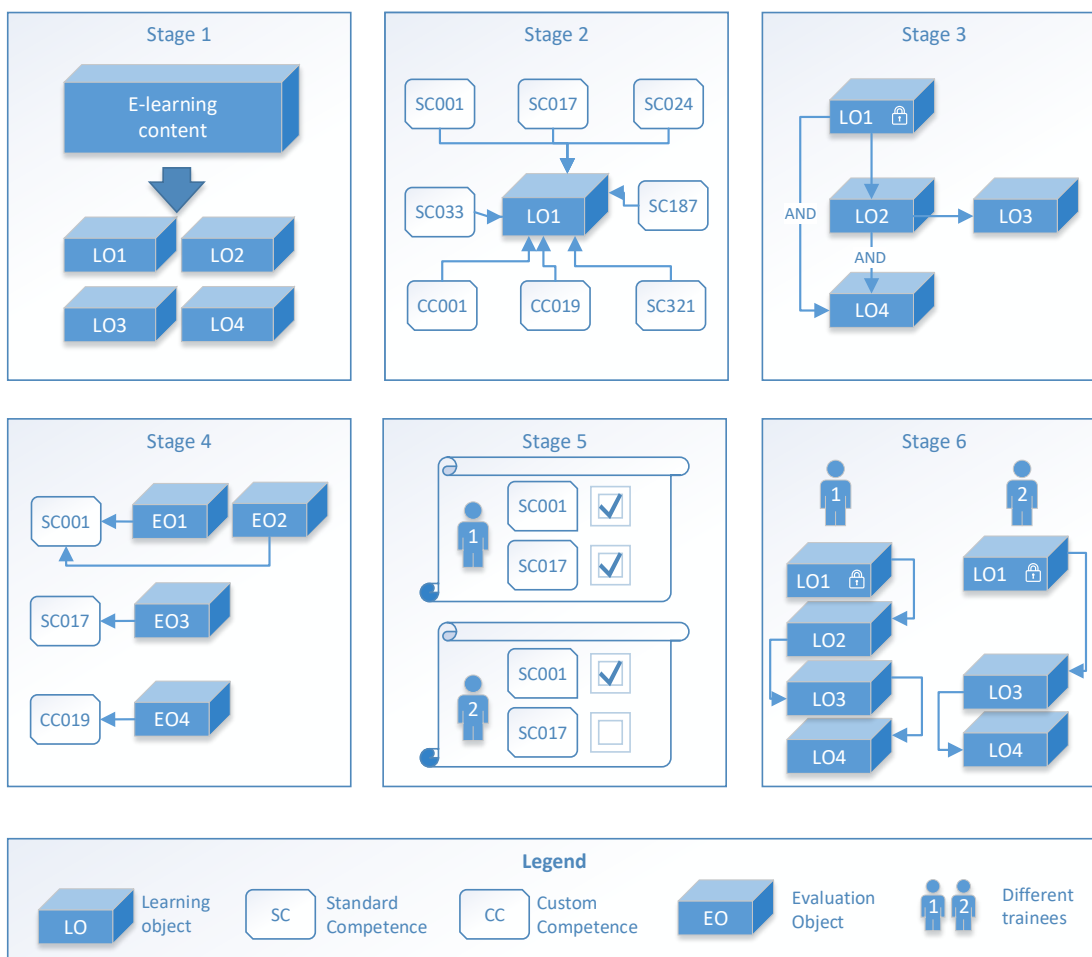 Stage 1
E-learning
content
LO1
LO2
LO3
LO4
Stage 2
SC001
SC017
SC024
SC033
LO1
SC187
CC001
CC019
SC321
Stage 3
LO1
AND
LO2
LO3
AND
LO4
Stage 4
SC001
EO1
EO2
SC017
EO3
CC019
EO4
Stage 5
1
SC001
SC017
2
SC001
SC017
Stage 6
1
2
LO1
LO1
LO2
LO3
LO3
LO4
LO4
Legend
LO
Learning
object
SC
Standard
Competence
CC
Custom
Competence
EO
Evaluation
Object
1 2
Different
trainees